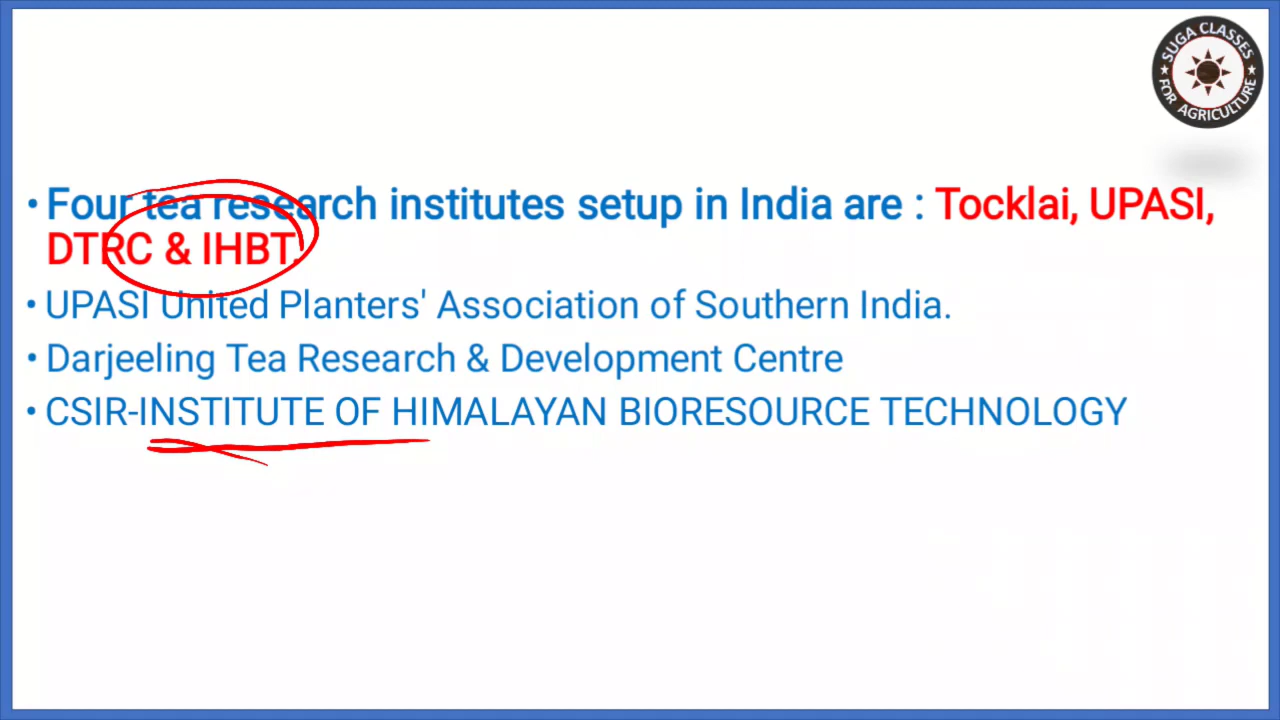 SUGA CLASSES
FOR AGRICULTURE
• Four tea research institutes setup in India are : Tocklai, UPASI,
DTRC & IHBT.
• UPASI United Planters' Association of Southern India.
• Darjeeling Tea Research & Development Centre
• CSIR-INSTITUTE OF HIMALAYAN BIORESOURCE TECHNOLOGY